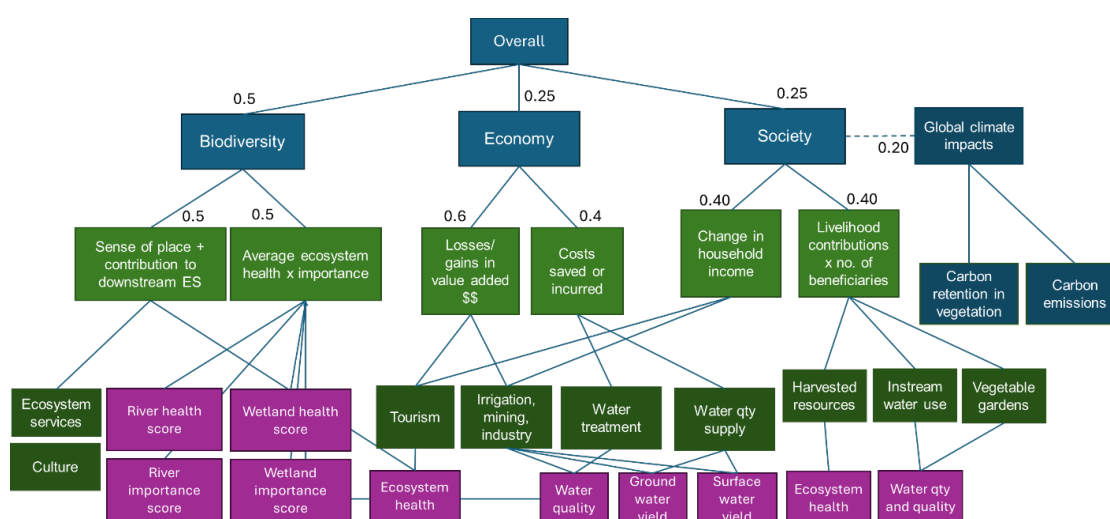 Overall
0.5
0.25
0.25
Biodiversity
Economy
Society
0.20
Global climate
impacts
0.5
0.5
0.6
0.4
0.40
0.40
Sense of place +
contribution to
downstream ES
Average ecosystem
health x importance
Losses/
gains in
value added
$$
Costs
saved or
incurred
Change in
household
income
Livelihood
contributions
x no. of
beneficiaries
Carbon
retention in
vegetation
Carbon
emissions
Ecosystem
services
River health
score
Wetland health
score
Tourism
Irrigation,
mining,
industry
Water
treatment
Water qty
supply
Harvested
resources
Instream
water use
Vegetable
gardens
Culture
River
importance
score
Wetland
importance
score
Ecosystem
health
Water
quality
Ground
water
yield
Surface
water
yield
Ecosystem
health
Water qty
and quality